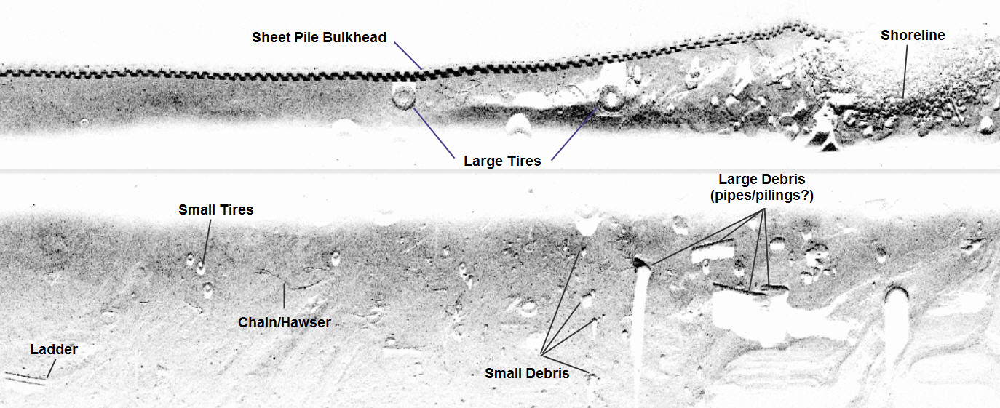 Sheet Pile Bulkhead
Shoreline
Large Tires
Large Debris
(pipes/pilings?)
Small Tires
Chain/Hawser
Ladder
Small Debris